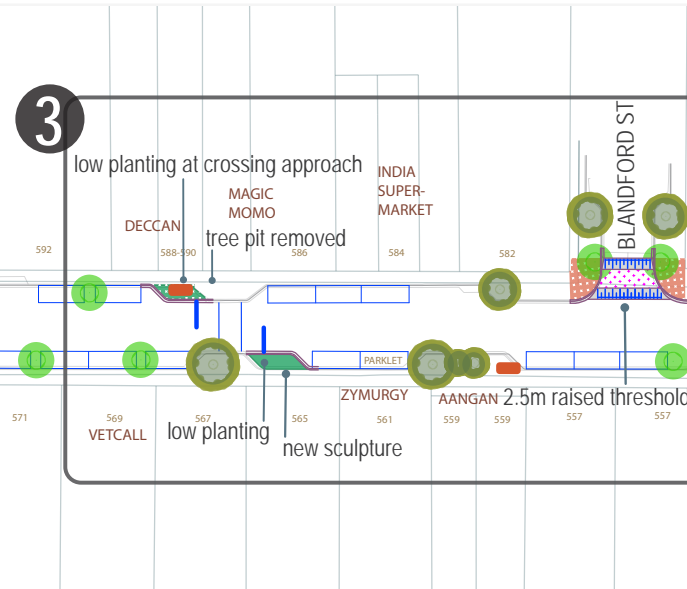 3
BLANDFORD ST
low planting at crossing approach
INDIA
SUPER-
MARKET
MAGIC
MOMO
DECCAN
tree pit removed
592
588-590
586
584
582
PARKLET
ZYMURGY
AANGAN
2.5m raised threshold
571
569
567
565
561
559
559
557
557
VETCALL
low planting
new sculpture